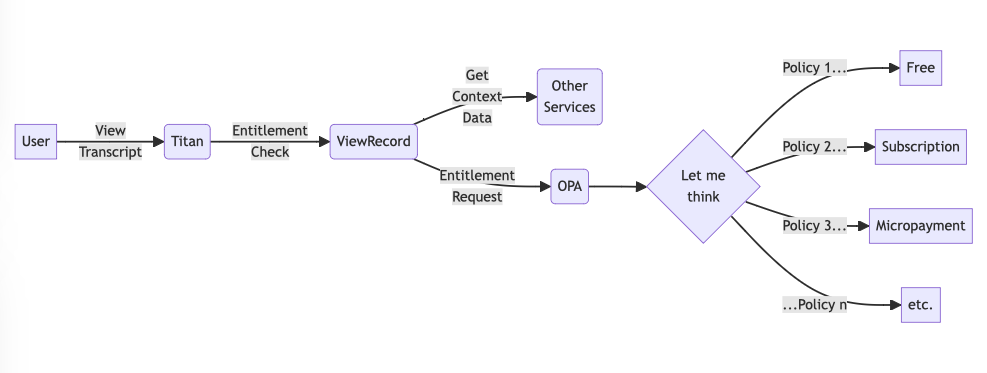 User
View
Transcript
Titan
Entitlement
Check
ViewRecord
Get
Context
Data
Other
Services
Entitlement
Request
OPA
Let me
think
Policy 1...
Free
Policy 2...
Subscription
Policy 3...
Micropayment
...Policy n
etc.